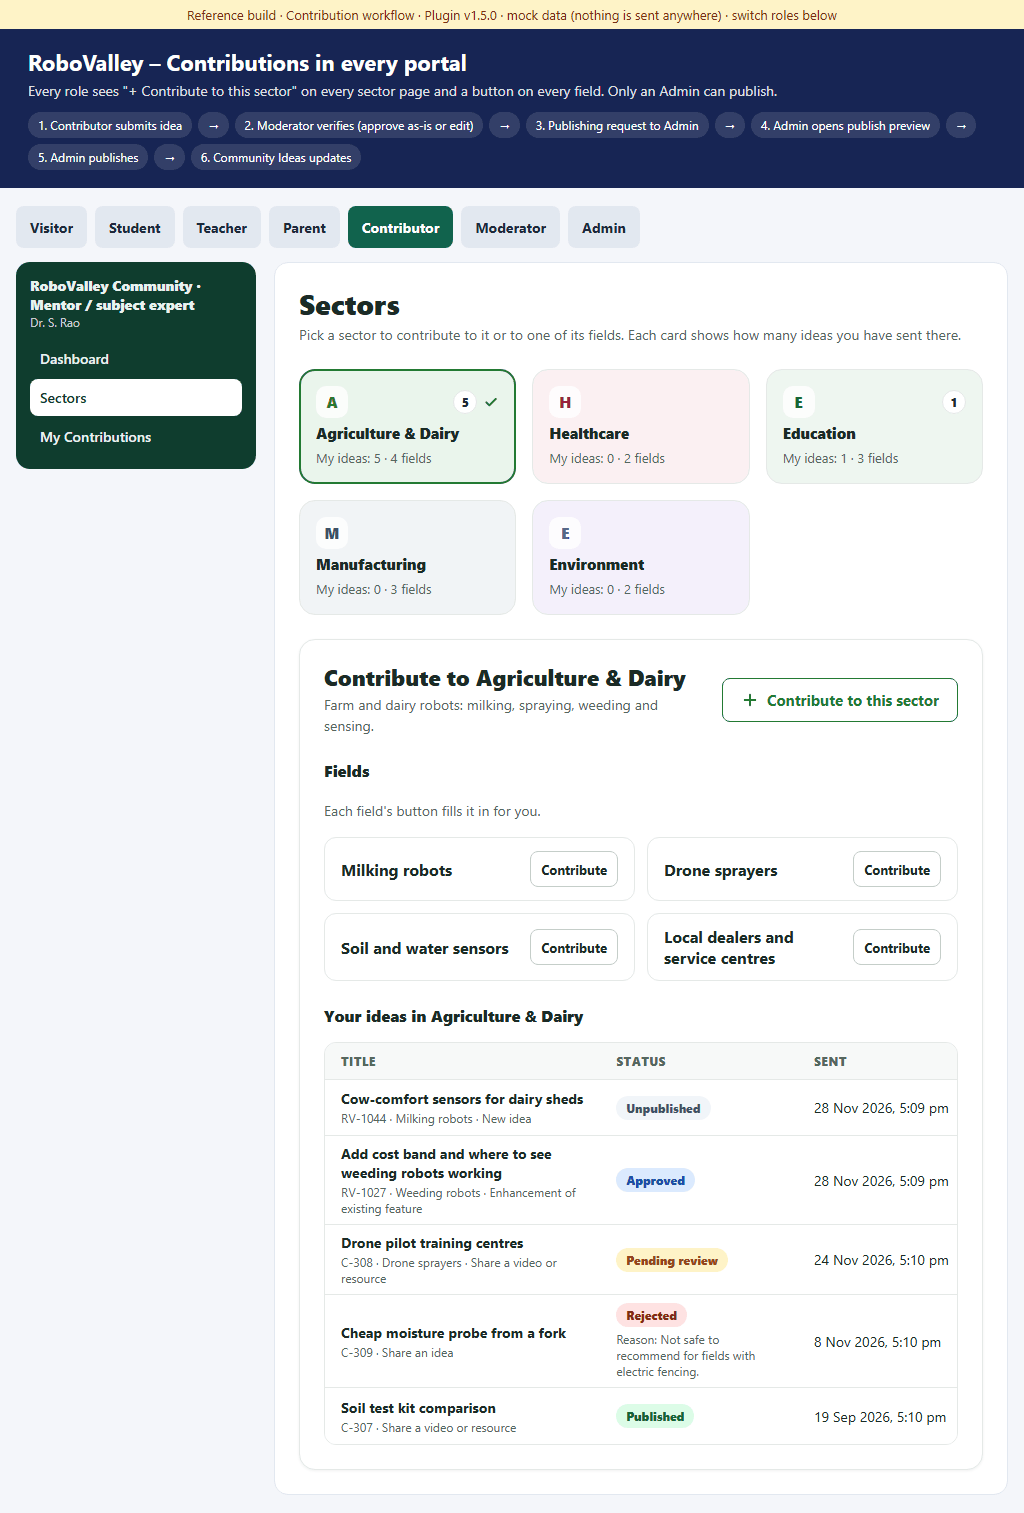 Reference build · Contribution workflow · Plugin v1.5.0 · mock data (nothing is sent anywhere) · switch roles below
RoboValley – Contributions in every portal
Every role sees "+ Contribute to this sector" on every sector page and a button on every field. Only an Admin can publish.
1. Contributor submits idea → 2. Moderator verifies (approve as-is or edit) → 3. Publishing request to Admin → 4. Admin opens publish preview →
5. Admin publishes → 6. Community Ideas updates
Visitor Student Teacher Parent Contributor Moderator Admin
RoboValley Community ·
Mentor / subject expert
Dr. S. Rao
Dashboard
Sectors
My Contributions
Sectors
Pick a sector to contribute to it or to one of its fields. Each card shows how many ideas you have sent there.
A 5 ✓
Agriculture & Dairy
My ideas: 5 · 4 fields
H
Healthcare
My ideas: 0 · 2 fields
E 1
Education
My ideas: 1 · 3 fields
M
Manufacturing
My ideas: 0 · 3 fields
E
Environment
My ideas: 0 · 2 fields
Contribute to Agriculture & Dairy
Farm and dairy robots: milking, spraying, weeding and
sensing.
+ Contribute to this sector
Fields
Each field's button fills it in for you.
Milking robots Contribute
Drone sprayers Contribute
Soil and water sensors Contribute
Local dealers and
service centres
Contribute
Your ideas in Agriculture & Dairy
TITLE STATUS SENT
Cow-comfort sensors for dairy sheds
RV-1044 · Milking robots · New idea
Unpublished
28 Nov 2026, 5:09 pm
Add cost band and where to see
weeding robots working
RV-1027 · Weeding robots · Enhancement of
existing feature
Approved
28 Nov 2026, 5:09 pm
Drone pilot training centres
C-308 · Drone sprayers · Share a video or
resource
Pending review
24 Nov 2026, 5:10 pm
Cheap moisture probe from a fork
C-309 · Share an idea
Rejected
Reason: Not safe to
recommend for fields with
electric fencing.
8 Nov 2026, 5:10 pm
Soil test kit comparison
C-307 · Share a video or resource
Published
19 Sep 2026, 5:10 pm